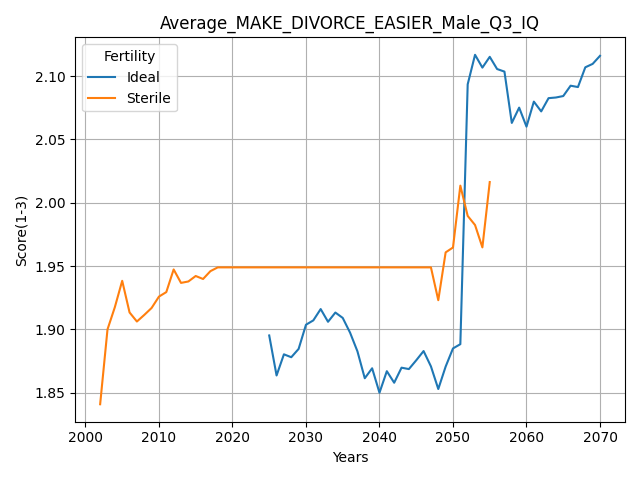 Average_MAKE_DIVORCE_EASIER_Male_Q3_IQ
Fertility
Ideal
Sterile
Score(1-3)
2.10
2.05
2.00
1.95
1.90
1.85
2000 2010 2020 2030 2040 2050 2060 2070
Years